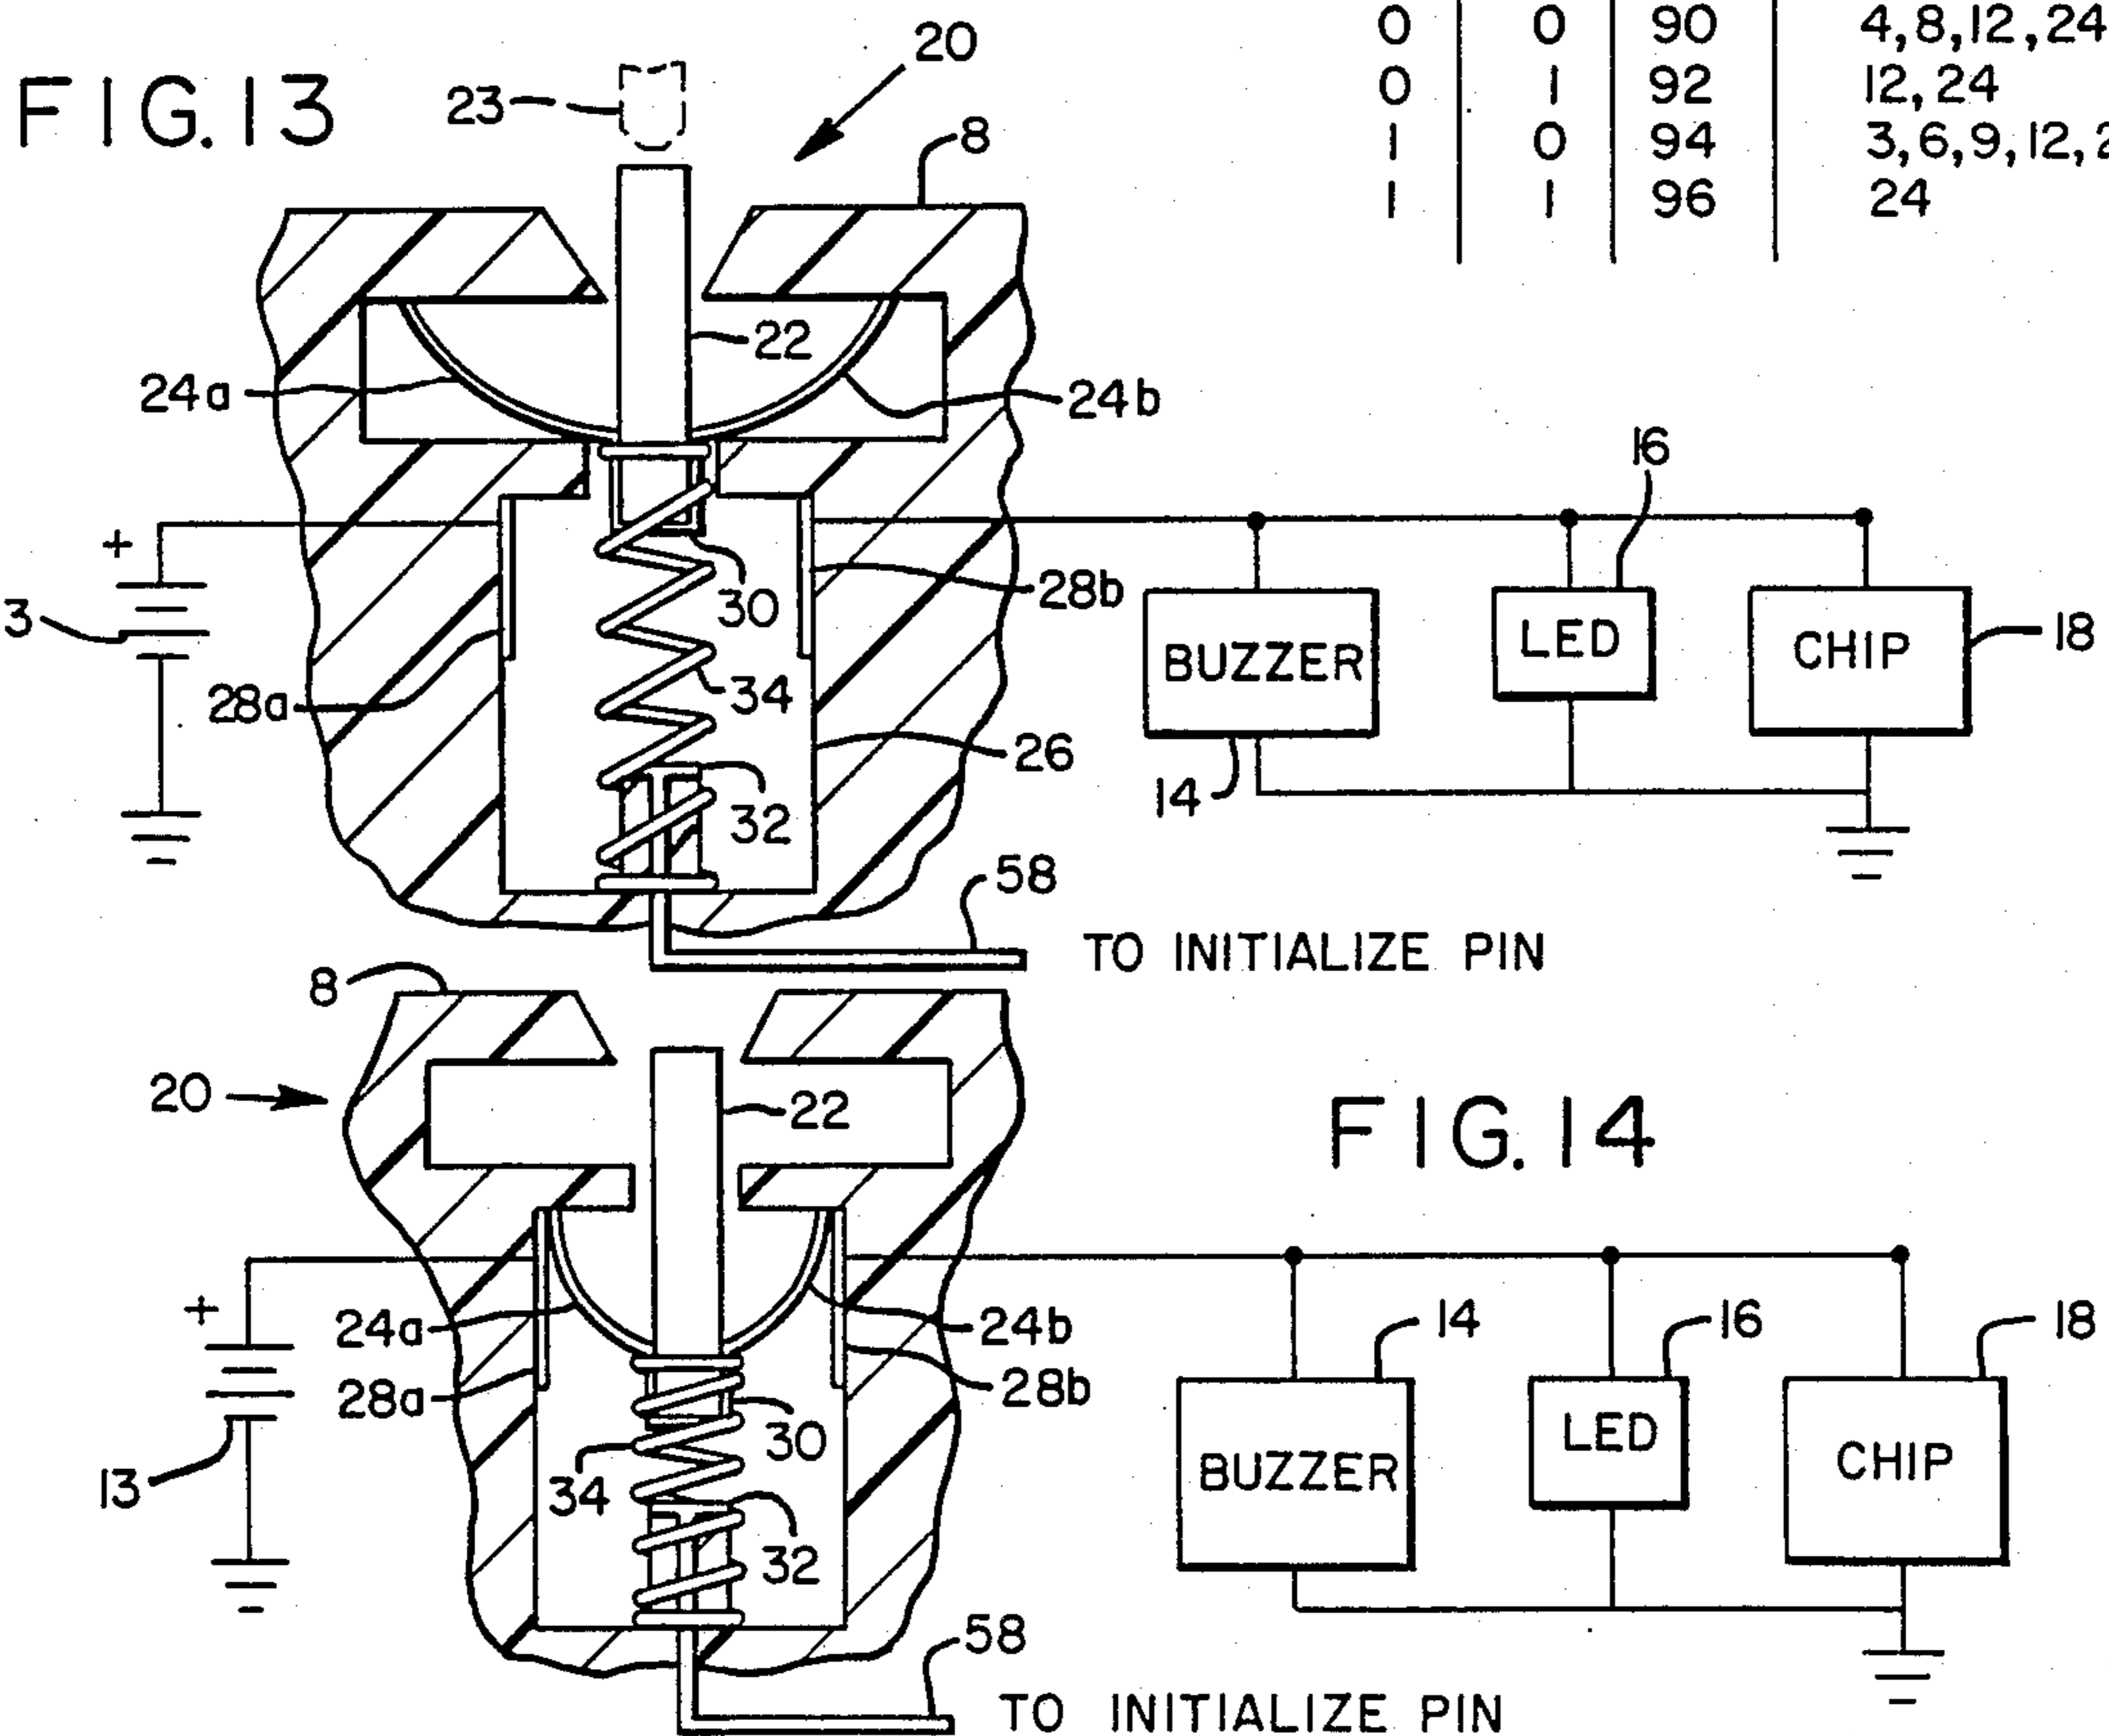 0 0 90 4,8,12,24
0 1 92 12,24
1 0 94 3,6,9,12,2
1 1 96 24
FIG.13
23
20
8
22
24a
24b
16
+
3
28b
30
BUZZER
LED
CHIP
18
28a
34
26
14
32
58
TO INITIALIZE PIN
8
20
22
FIG.14
+
24a
24b
14
16
18
28a
28b
30
BUZZER
LED
CHIP
13
34
32
58
TO INITIALIZE PIN